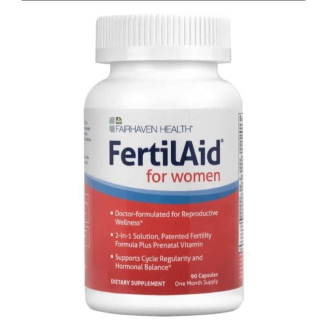 FAIRHAVEN HEALTH®
FertilAid®
for women
• Doctor-formulated for Reproductive
Wellness*
• 2-in-1 Solution, Patented Fertility
Formula Plus Prenatal Vitamin
• Supports Cycle Regularity and
Hormonal Balance*
90 Capsules
DIETARY SUPPLEMENT One Month Supply